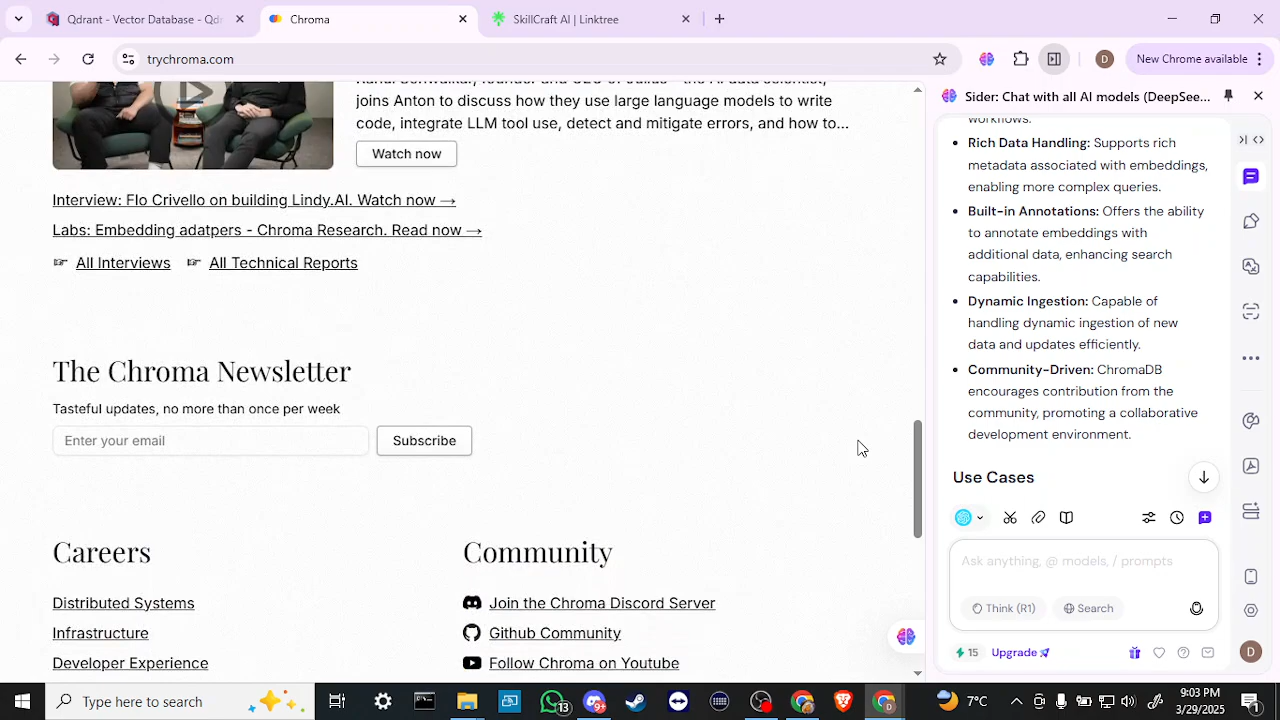 Qdrant - Vector Database - Qd
Chroma
SkillCraft AI | Linktree
trychroma.com
D
New Chrome available
joins Anton to discuss how they use large language models to write
code, integrate LLM tool use, detect and mitigate errors, and how to...
Watch now
Interview: Flo Crivello on building Lindy.AI. Watch now →
Labs: Embedding adatpers - Chroma Research. Read now →
☞ All Interviews ☞ All Technical Reports
The Chroma Newsletter
Tasteful updates, no more than once per week
Enter your email
Subscribe
Careers
Distributed Systems
Infrastructure
Developer Experience
Community
Join the Chroma Discord Server
Github Community
Follow Chroma on Youtube
Sider: Chat with all AI models (DeepSee...
workflows.
• Rich Data Handling: Supports rich
metadata associated with embeddings,
enabling more complex queries.
• Built-in Annotations: Offers the ability
to annotate embeddings with
additional data, enhancing search
capabilities.
• Dynamic Ingestion: Capable of
handling dynamic ingestion of new
data and updates efficiently.
• Community-Driven: ChromaDB
encourages contribution from the
community, promoting a collaborative
development environment.
Use Cases
Ask anything, @ models, / prompts
Think (R1)
Search
15
Upgrade
D
Type here to search
13
9+
D
7°C
9:03 PM
3/29/2025